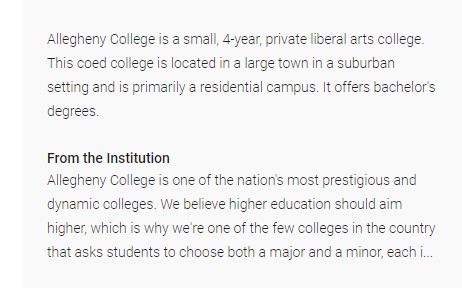 Allegheny College is a small, 4-year, private liberal arts college.
This coed college is located in a large town in a suburban
setting and is primarily a residential campus. It offers bachelor's
degrees.
From the Institution
Allegheny College is one of the nation's most prestigious and
dynamic colleges. We believe higher education should aim
higher, which is why we're one of the few colleges in the country
that asks students to choose both a major and a minor, each i...